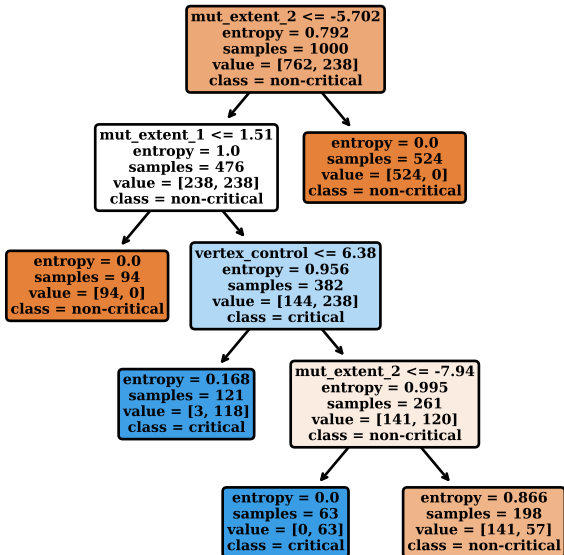 mut_extent_2 <= -5.702
entropy = 0.792
samples = 1000
value = [762, 238]
class = non-critical
mut_extent_1 <= 1.51
entropy = 1.0
samples = 476
value = [238, 238]
class = non-critical
entropy = 0.0
samples = 524
value = [524, 0]
class = non-critical
entropy = 0.0
samples = 94
value = [94, 0]
class = non-critical
vertex_control <= 6.38
entropy = 0.956
samples = 382
value = [144, 238]
class = critical
entropy = 0.168
samples = 121
value = [3, 118]
class = critical
mut_extent_2 <= -7.94
entropy = 0.995
samples = 261
value = [141, 120]
class = non-critical
entropy = 0.0
samples = 63
value = [0, 63]
class = critical
entropy = 0.866
samples = 198
value = [141, 57]
class = non-critical